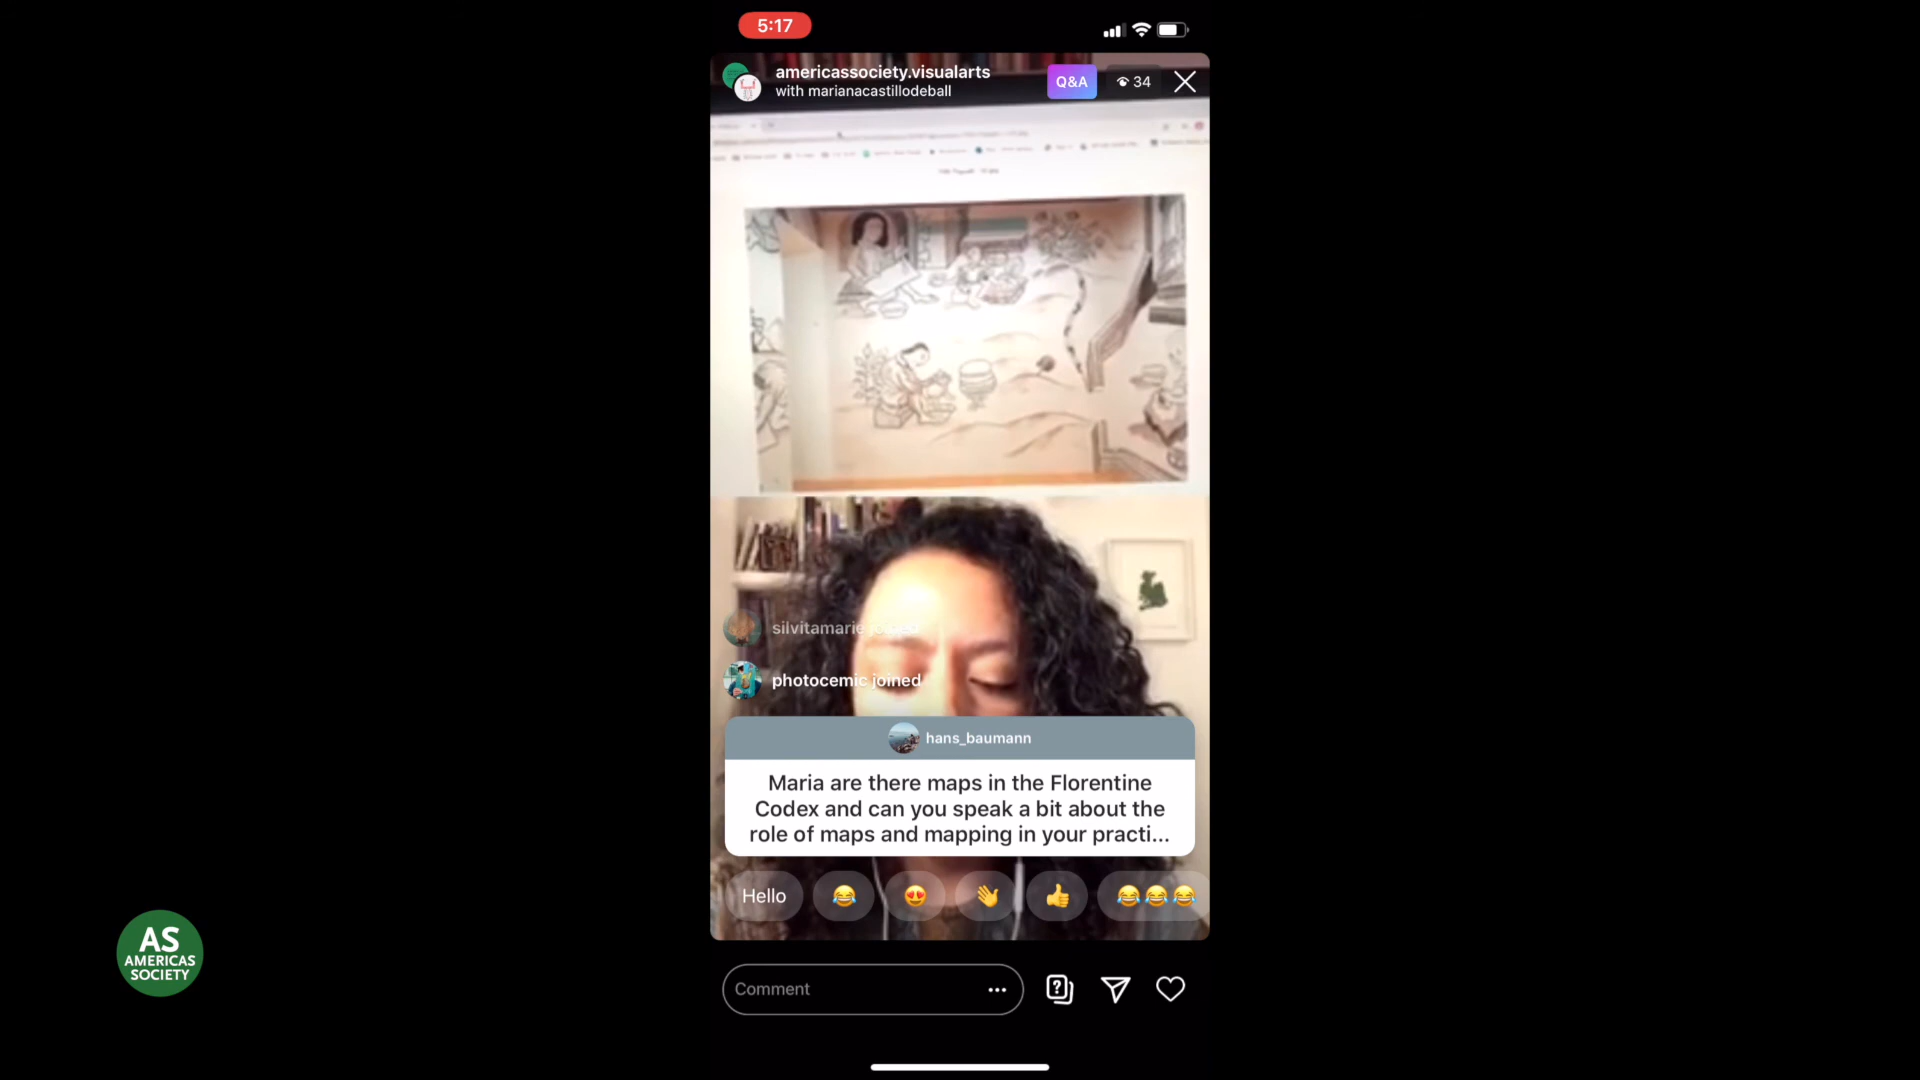 5:17
americassociety.visualarts
with marianacastillodeball
Q&A
34
silvitamarie joined
photocemic joined
hans_baumann
Maria are there maps in the Florentine
Codex and can you speak a bit about the
role of maps and mapping in your practi...
Hello
Comment
AS
AMERICAS
SOCIETY